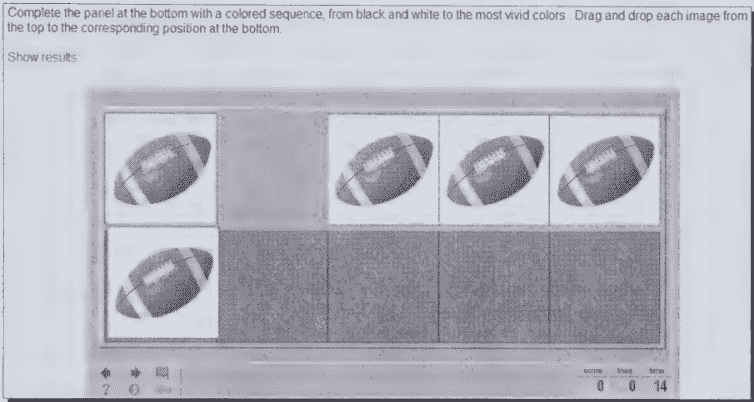 Complete the panel at the bottom with a colored sequence, from black and white to the most vivid colors . Drag and drop each image from
the top to the corresponding position at the bottom.
Show results
score time
?
0 0 14